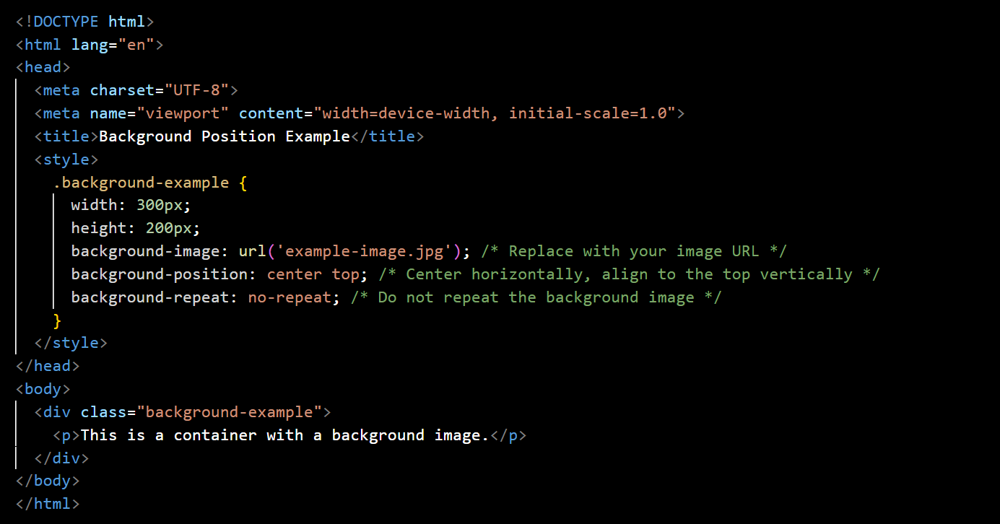 <!DOCTYPE html>
<html lang="en">
<head>
  <meta charset="UTF-8">
  <meta name="viewport" content="width=device-width, initial-scale=1.0">
  <title>Background Position Example</title>
  <style>
    .background-example {
      width: 300px;
      height: 200px;
      background-image: url('example-image.jpg'); /* Replace with your image URL */
      background-position: center top; /* Center horizontally, align to the top vertically */
      background-repeat: no-repeat; /* Do not repeat the background image */
    }
  </style>
</head>
<body>
  <div class="background-example">
    <p>This is a container with a background image.</p>
  </div>
</body>
</html>